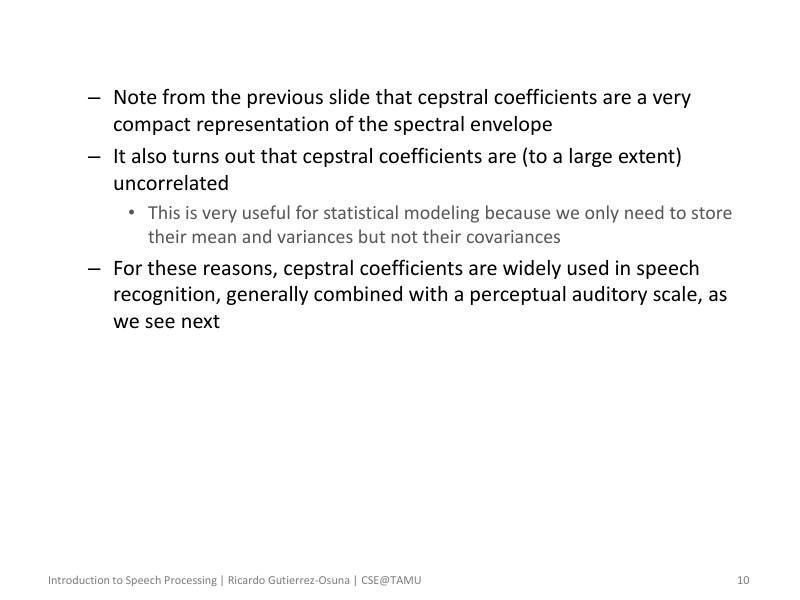 – Note from the previous slide that cepstral coefficients are a very
compact representation of the spectral envelope
– It also turns out that cepstral coefficients are (to a large extent)
uncorrelated
• This is very useful for statistical modeling because we only need to store
their mean and variances but not their covariances
– For these reasons, cepstral coefficients are widely used in speech
recognition, generally combined with a perceptual auditory scale, as
we see next
Introduction to Speech Processing | Ricardo Gutierrez-Osuna | CSE@TAMU 10